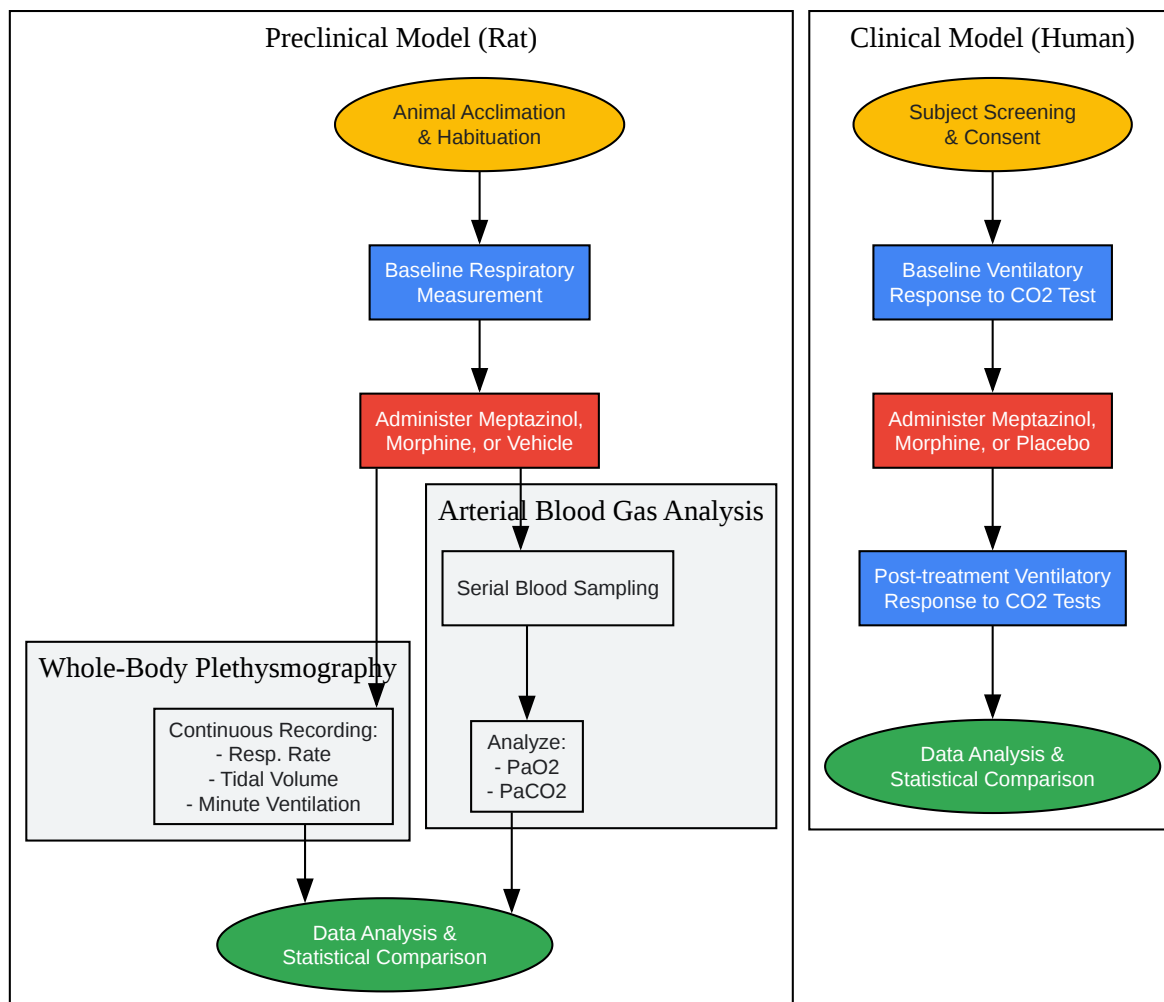 Preclinical Model (Rat)
Animal Acclimation
& Habituation
Baseline Respiratory
Measurement
Administer Meptazinol,
Morphine, or Vehicle
Arterial Blood Gas Analysis
Serial Blood Sampling
Analyze:
- PaO2
- PaCO2
Whole-Body Plethysmography
Continuous Recording:
- Resp. Rate
- Tidal Volume
- Minute Ventilation
Data Analysis &
Statistical Comparison
Clinical Model (Human)
Subject Screening
& Consent
Baseline Ventilatory
Response to CO2 Test
Administer Meptazinol,
Morphine, or Placebo
Post-treatment Ventilatory
Response to CO2 Tests
Data Analysis &
Statistical Comparison